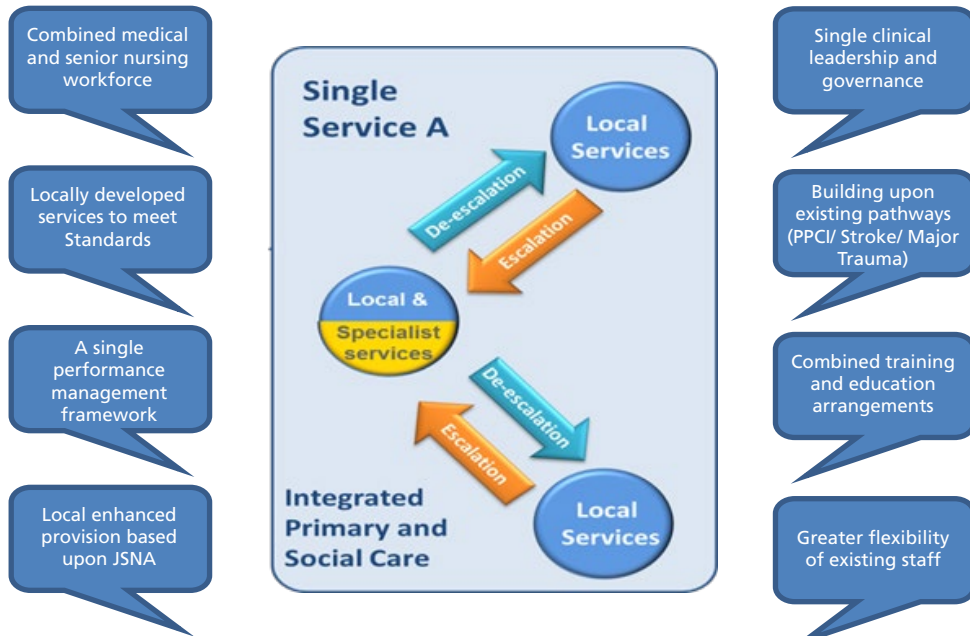 Combined medical
and senior nursing
workforce
Locally developed
services to meet
Standards
A single
performance
management
framework
Local enhanced
provision based
upon JSNA
Single
Service A
Local
Services
De-escalation
Escalation
Local &
Specialist
services
De-escalation
Escalation
Local
Services
Integrated
Primary and
Social Care
Single clinical
leadership and
governance
Building upon
existing pathways
(PPCI/ Stroke/ Major
Trauma)
Combined training
and education
arrangements
Greater flexibility
of existing staff